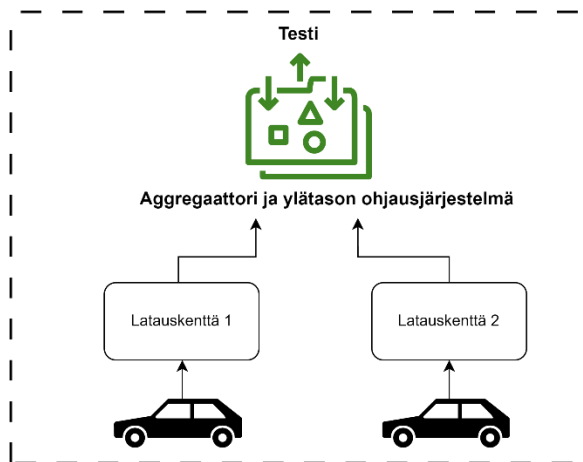 Testi
Aggregaattori ja ylätason ohjausjärjestelmä
Latauskenttä 1
Latauskenttä 2